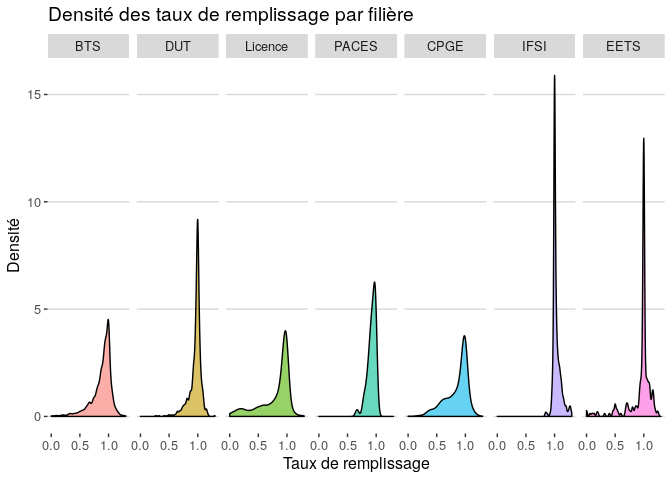 Densité des taux de remplissage par filière
BTS DUT Licence PACES CPGE IFSI EETS
15
10
5
0
0.0 0.5 1.0 0.0 0.5 1.0 0.0 0.5 1.0 0.0 0.5 1.0 0.0 0.5 1.0 0.0 0.5 1.0 0.0 0.5 1.0
Taux de remplissage
Densité